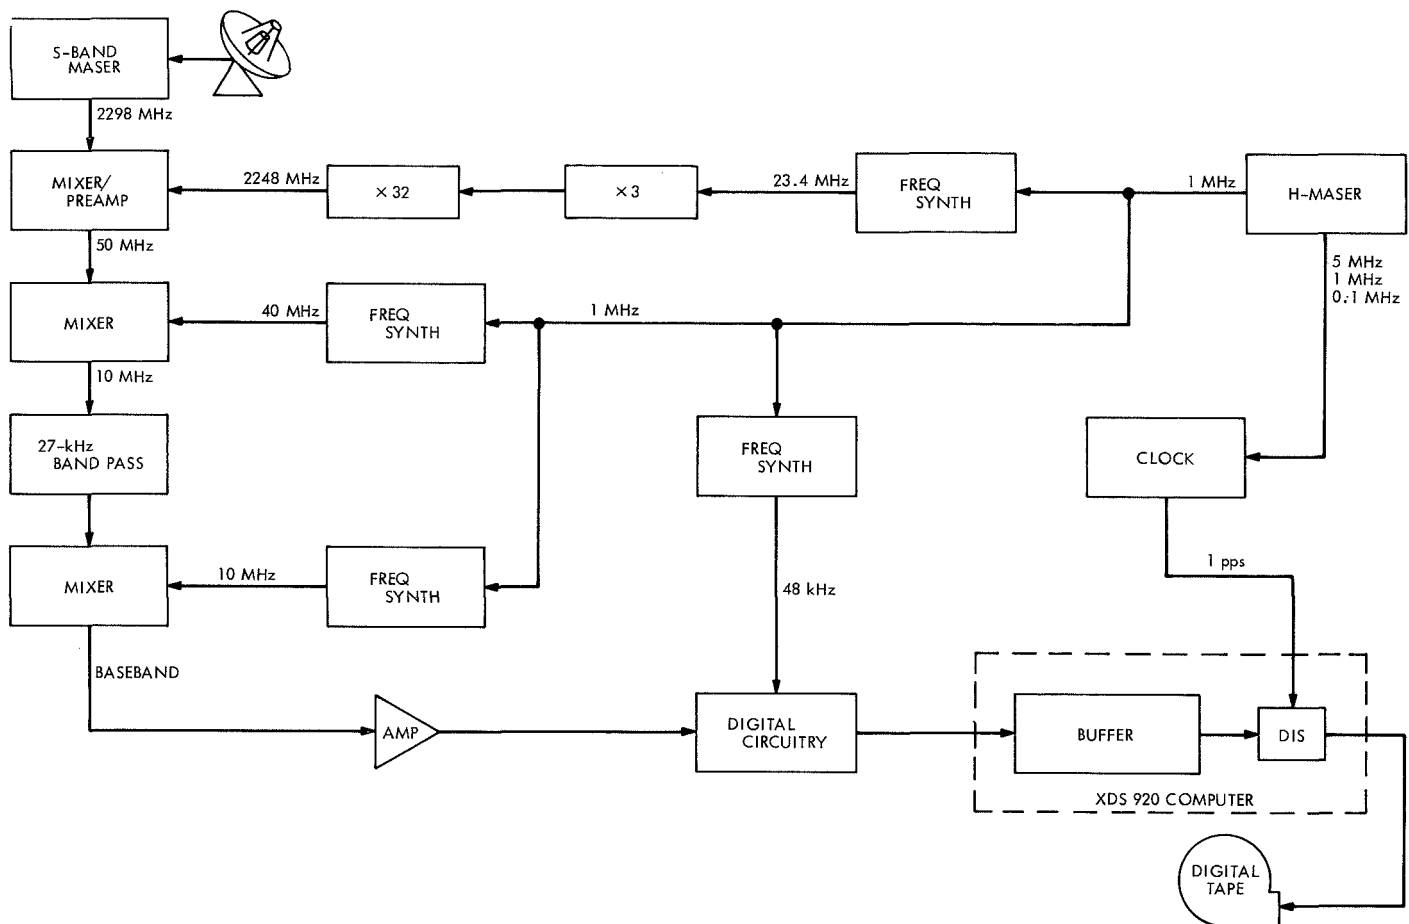 S-BAND
MASER
2298 MHz
MIXER/
PREAMP
2248 MHz
× 32
× 3
23.4 MHz
FREQ
SYNTH
1 MHz
H-MASER
50 MHz
5 MHz
1 MHz
0.1 MHz
MIXER
40 MHz
FREQ
SYNTH
1 MHz
10 MHz
27-kHz
BAND PASS
FREQ
SYNTH
CLOCK
MIXER
10 MHz
FREQ
SYNTH
48 kHz
1 pps
BASEBAND
AMP
DIGITAL
CIRCUITRY
BUFFER
DIS
XDS 920 COMPUTER
DIGITAL
TAPE